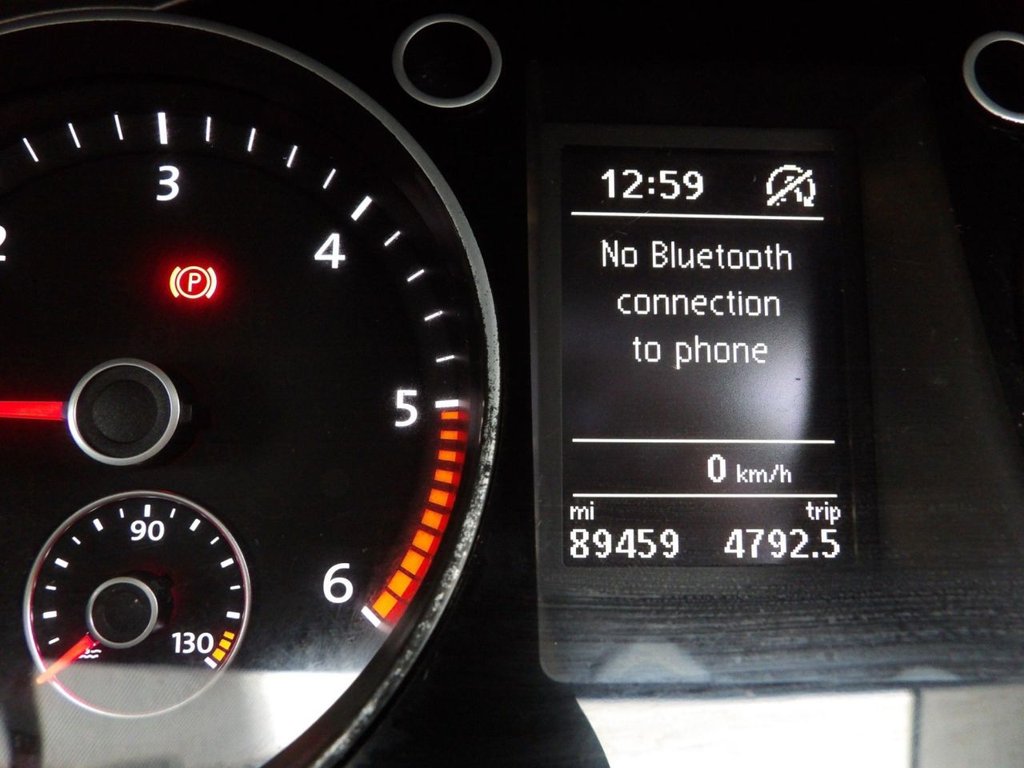 2
3
4
5
6
P
90
130
12:59
No Bluetooth
connection
to phone
0 km/h
mi trip
89459 4792.5